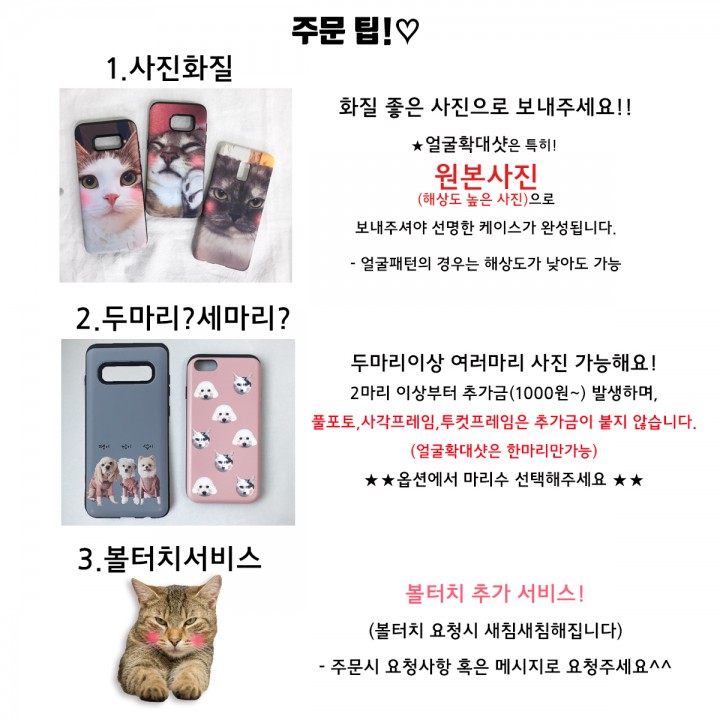 주문 팁!♡
1.사진화질
화질 좋은 사진으로 보내주세요!!
★얼굴확대샷은 특히!
원본사진
(해상도 높은 사진)으로
보내주셔야 선명한 케이스가 완성됩니다.
- 얼굴패턴의 경우는 해상도가 낮아도 가능
2.두마리?세마리?
두마리이상 여러마리 사진 가능해요!
2마리 이상부터 추가금(1000원~) 발생하며,
풀포토,사각프레임,투컷프레임은 추가금이 붙지 않습니다.
(얼굴확대샷은 한마리만가능)
★★옵션에서 마리수 선택해주세요 ★★
3.볼터치서비스
볼터치 추가 서비스!
(볼터치 요청시 새침새침해집니다)
- 주문시 요청사항 혹은 메시지로 요청주세요^^